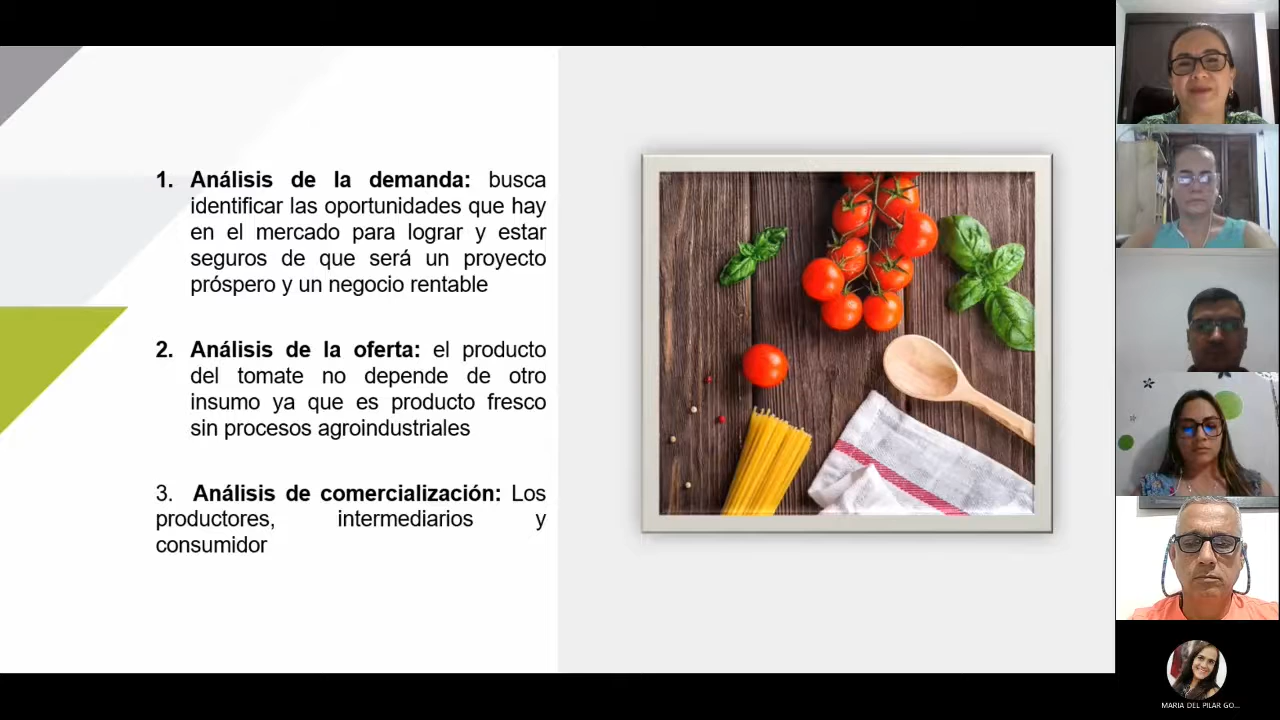 1. Análisis de la demanda: busca
identificar las oportunidades que hay
en el mercado para lograr y estar
seguros de que será un proyecto
próspero y un negocio rentable
2. Análisis de la oferta: el producto
del tomate no depende de otro
insumo ya que es producto fresco
sin procesos agroindustriales
3. Análisis de comercialización: Los
productores, intermediarios y
consumidor
MARIA DEL PILAR GO...